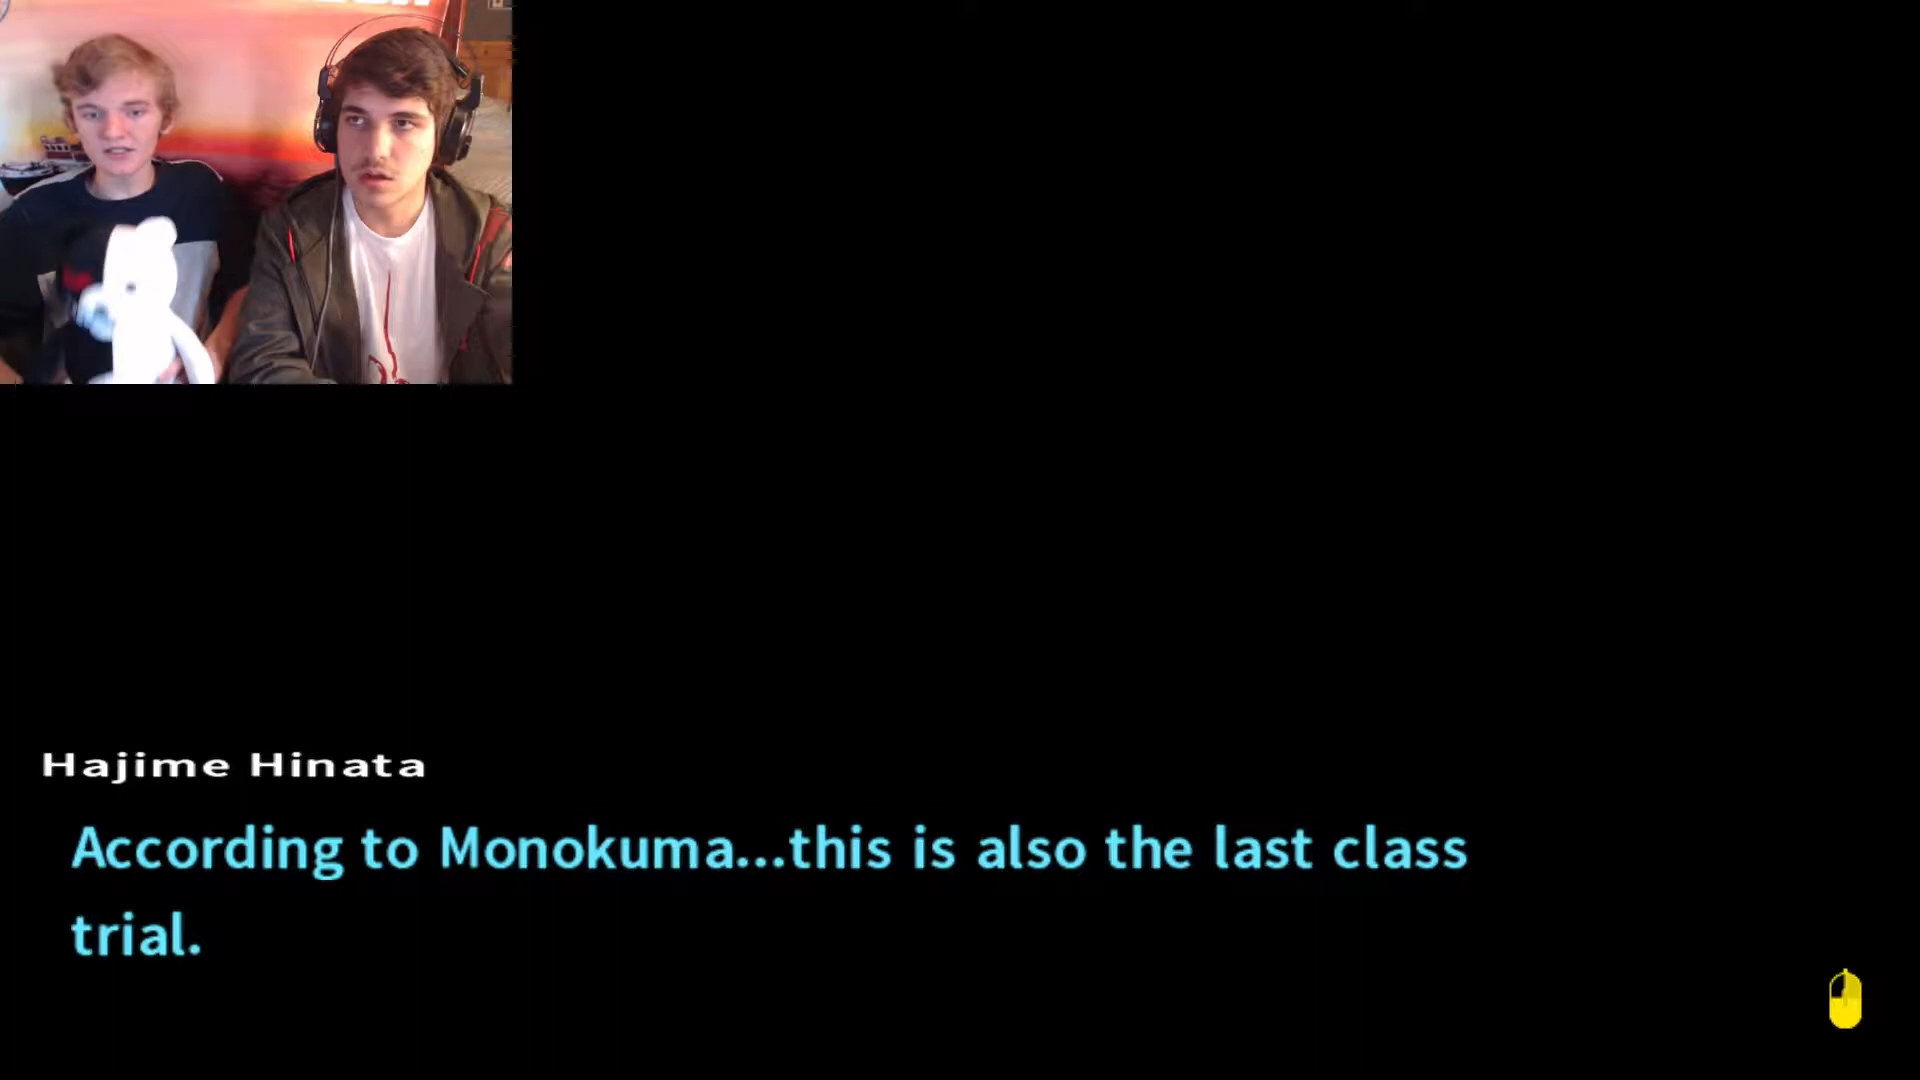 Hajime Hinata
According to Monokuma...this is also the last class
trial.